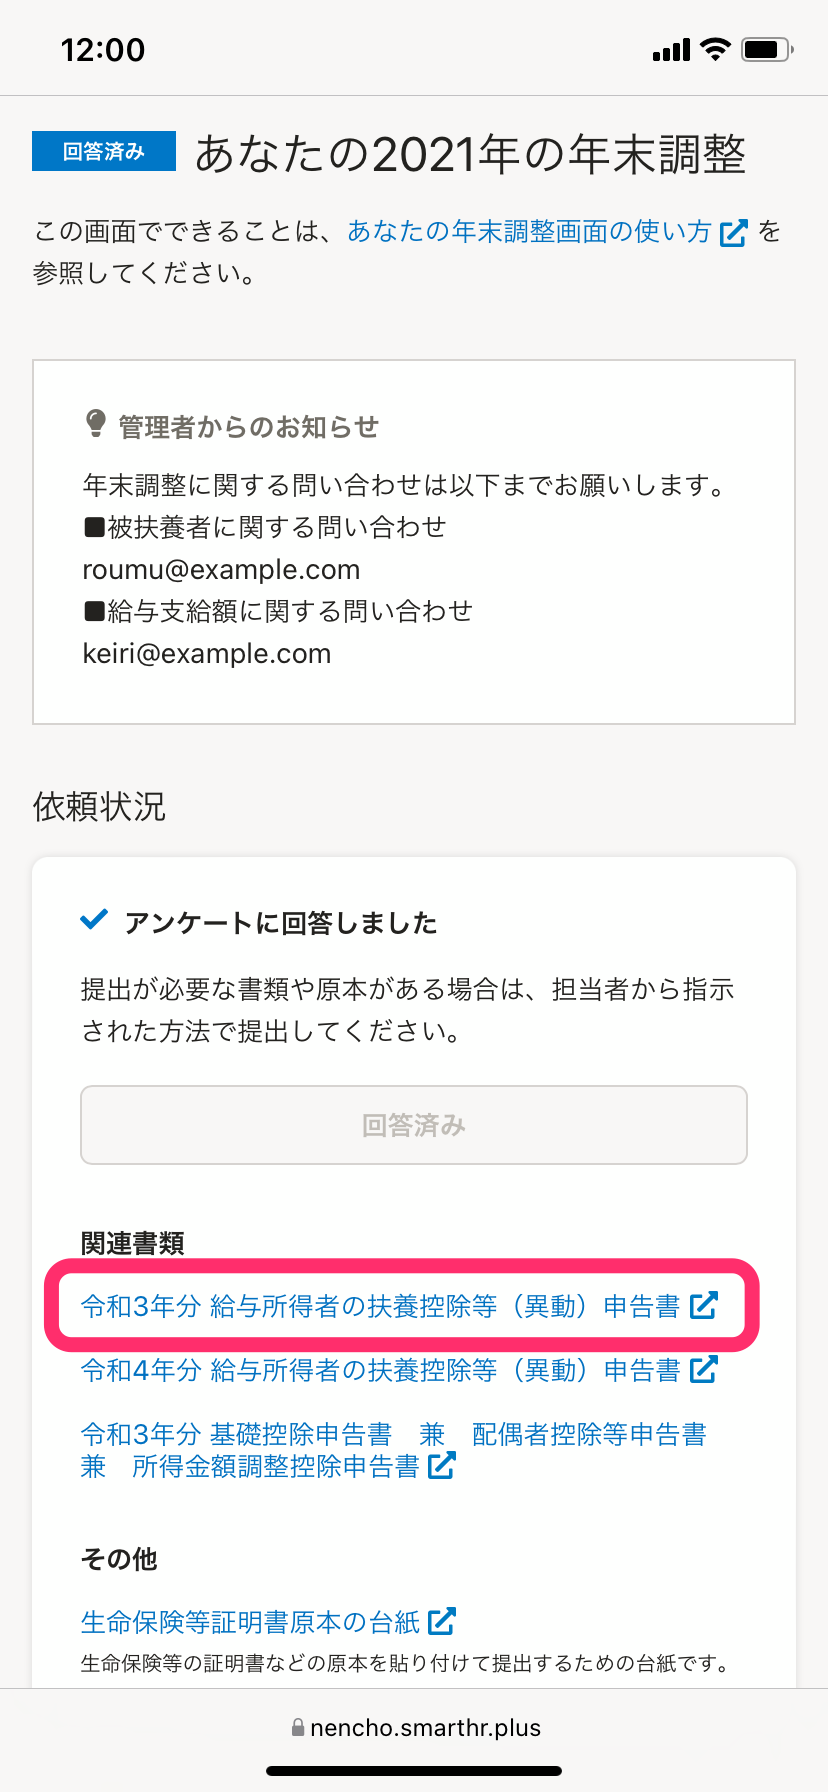 12:00
回答済み あなたの2021年の年末調整
この画面でできることは、あなたの年末調整画面の使い方 を
参照してください。
管理者からのお知らせ
年末調整に関する問い合わせは以下までお願いします。
■被扶養者に関する問い合わせ
roumu@example.com
■給与支給額に関する問い合わせ
keiri@example.com
依頼状況
アンケートに回答しました
提出が必要な書類や原本がある場合は、担当者から指示
された方法で提出してください。
回答済み
関連書類
令和3年分 給与所得者の扶養控除等（異動）申告書
令和4年分 給与所得者の扶養控除等（異動）申告書
令和3年分 基礎控除申告書　兼　配偶者控除等申告書
兼　所得金額調整控除申告書
その他
生命保険等証明書原本の台紙
生命保険等の証明書などの原本を貼り付けて提出するための台紙です。
nencho.smarthr.plus